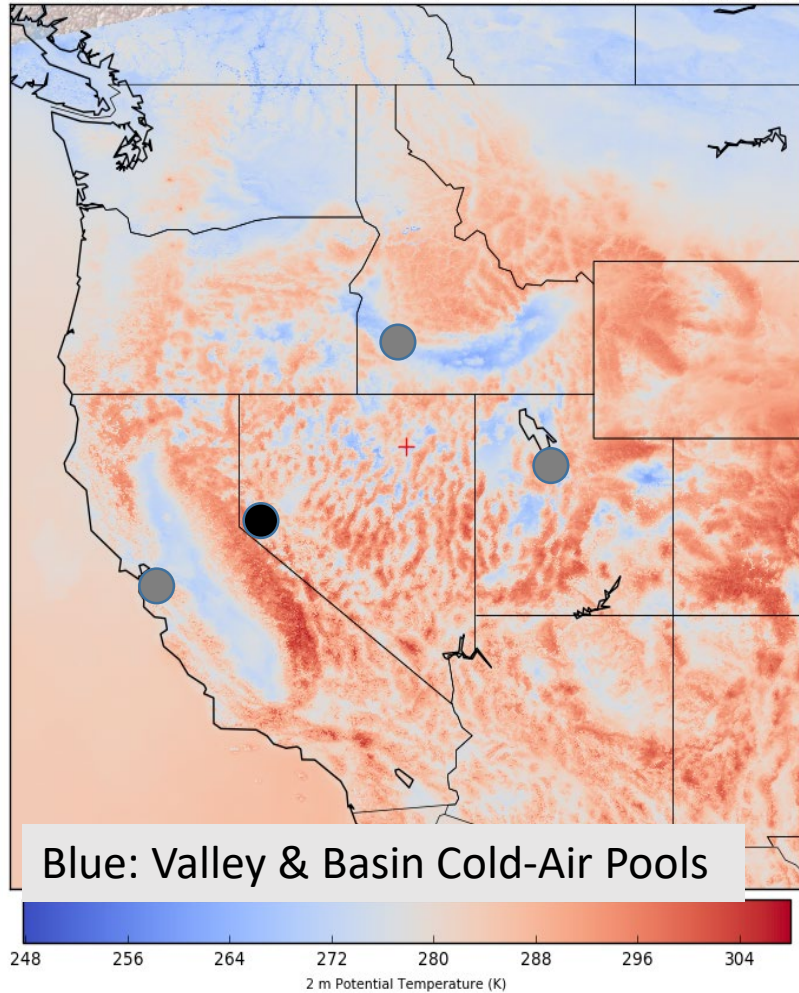 Blue: Valley & Basin Cold-Air Pools
248 256 264 272 280 288 296 304
2 m Potential Temperature (K)